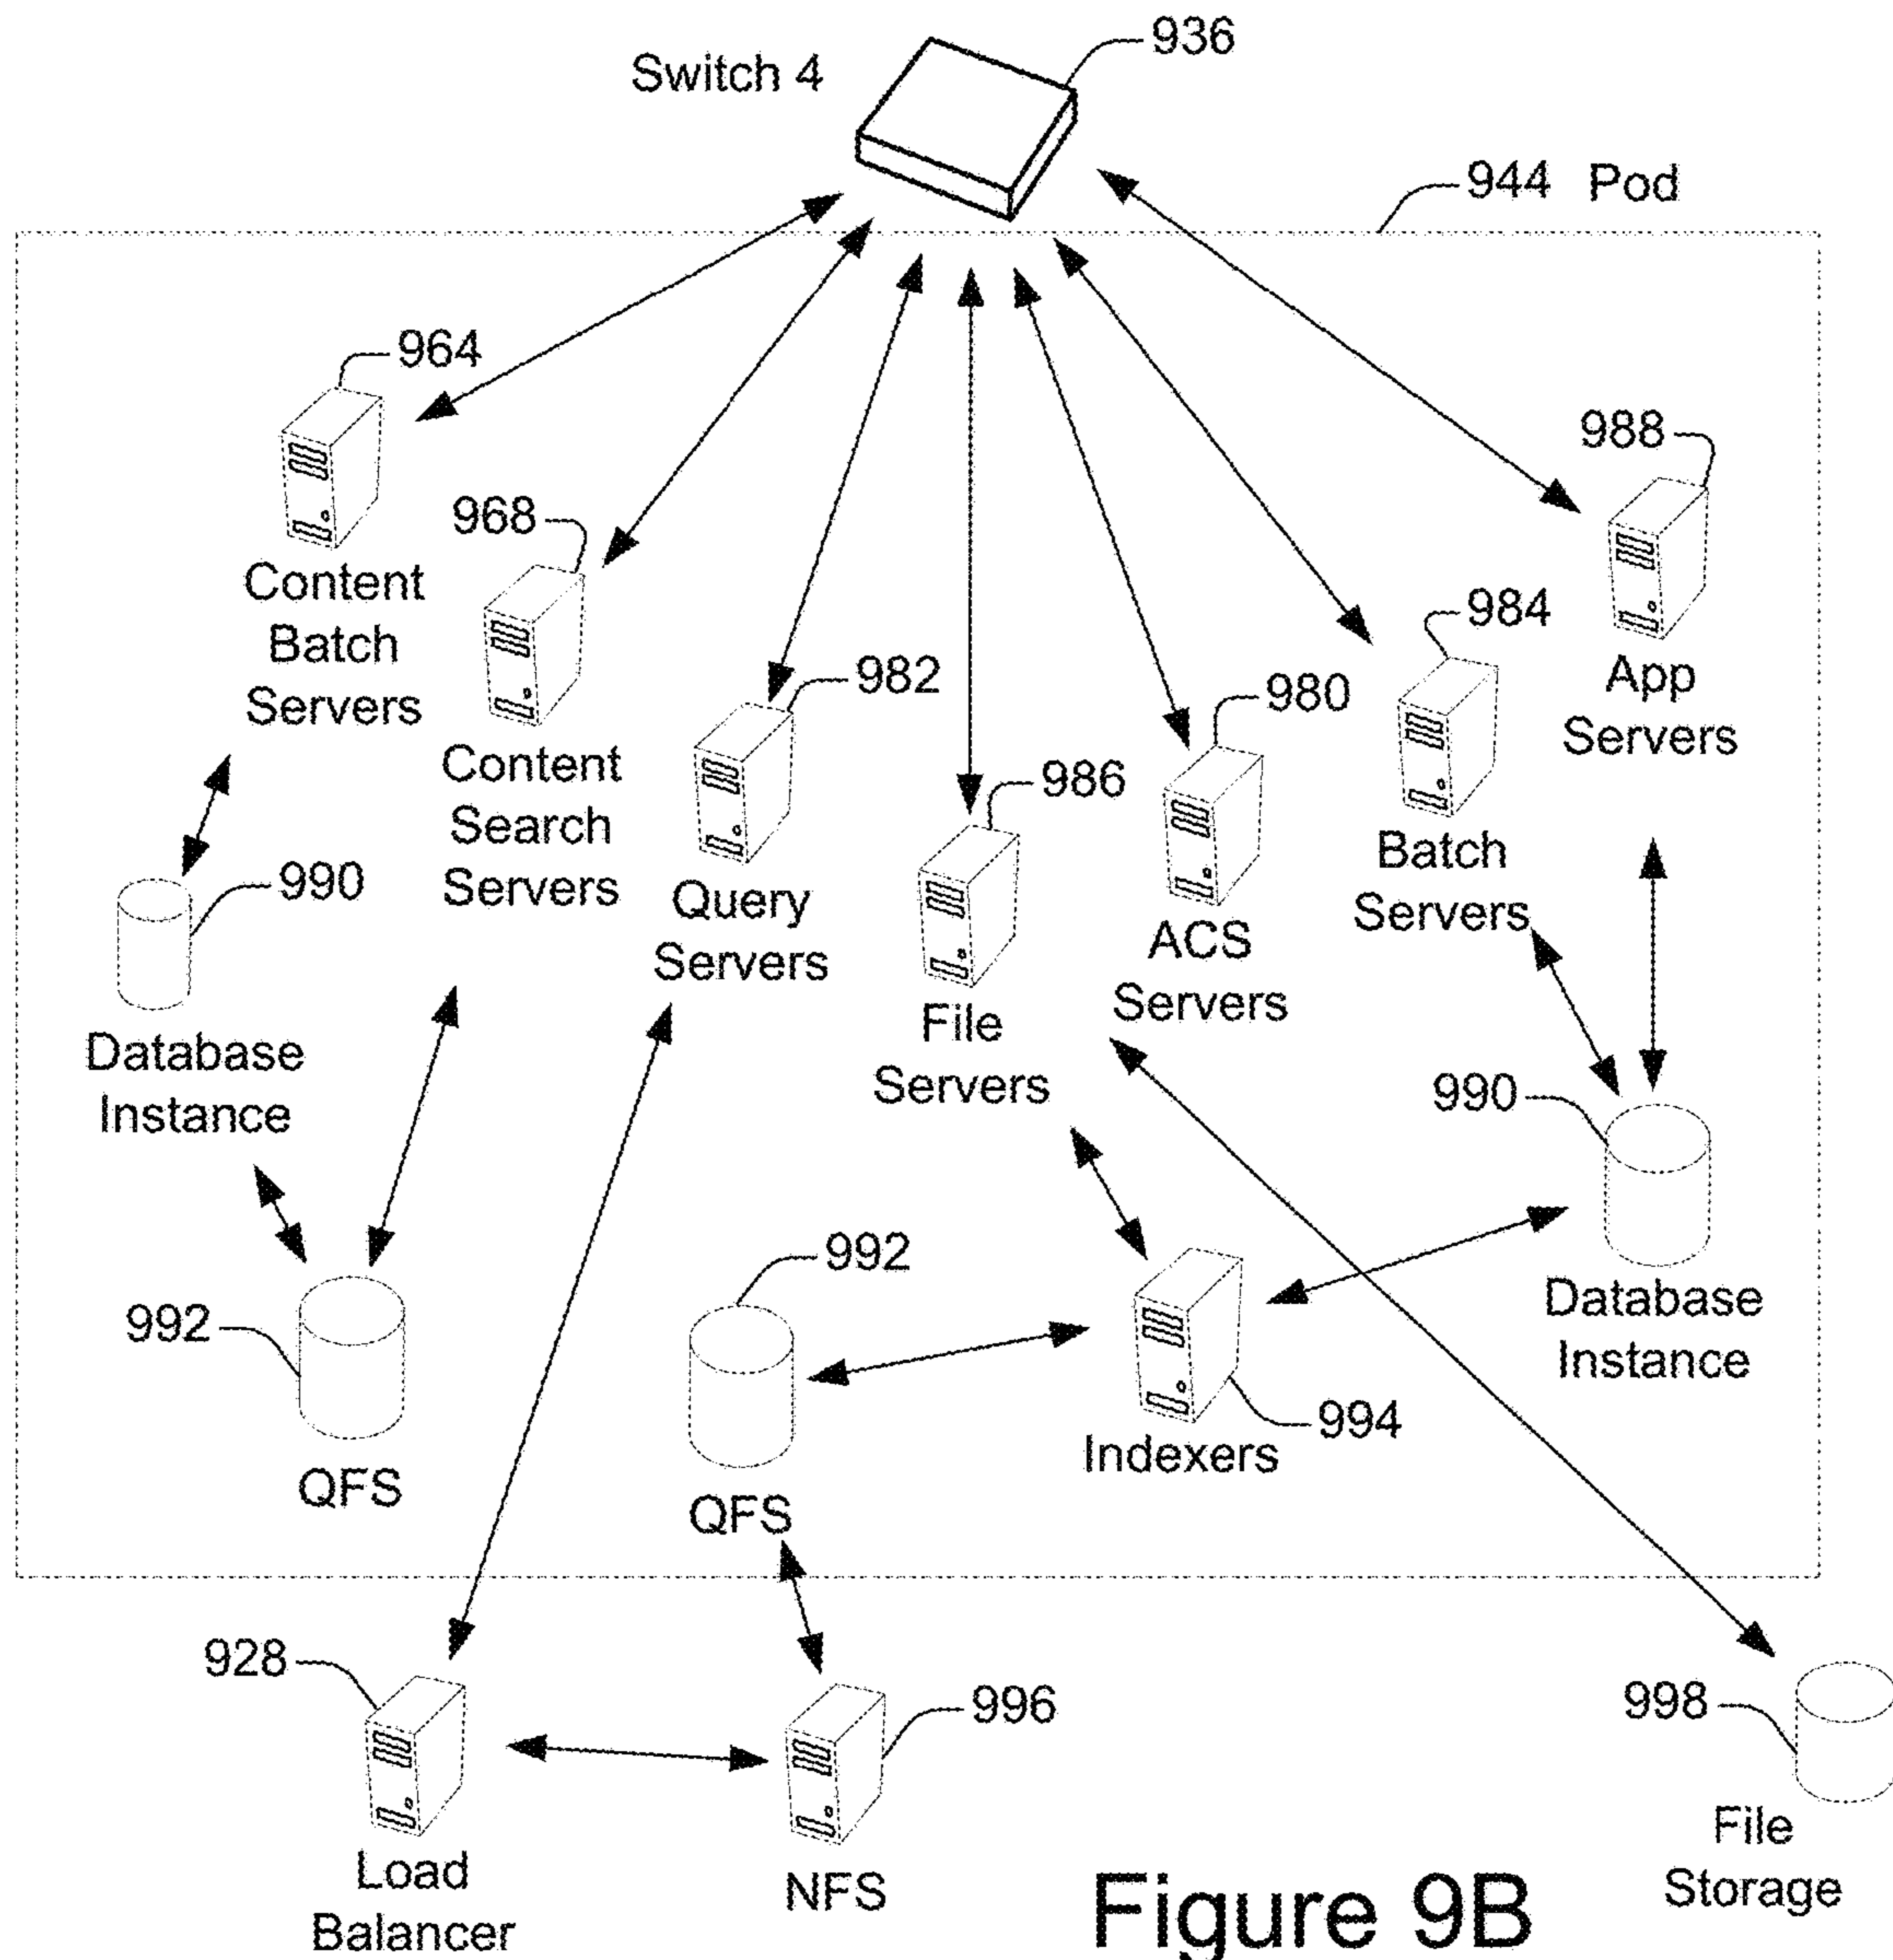 936
Switch 4
944 Pod
964
988
968
Content
Batch
Servers
984
982
980
App
Servers
Content
Search
Servers
986
Batch
Servers
990
Query
Servers
ACS
Servers
File
Servers
Database
Instance
990
992
992
Database
Instance
994
Indexers
QFS
QFS
928
996
998
File
Storage
Load
Balancer
NFS
Figure 9B